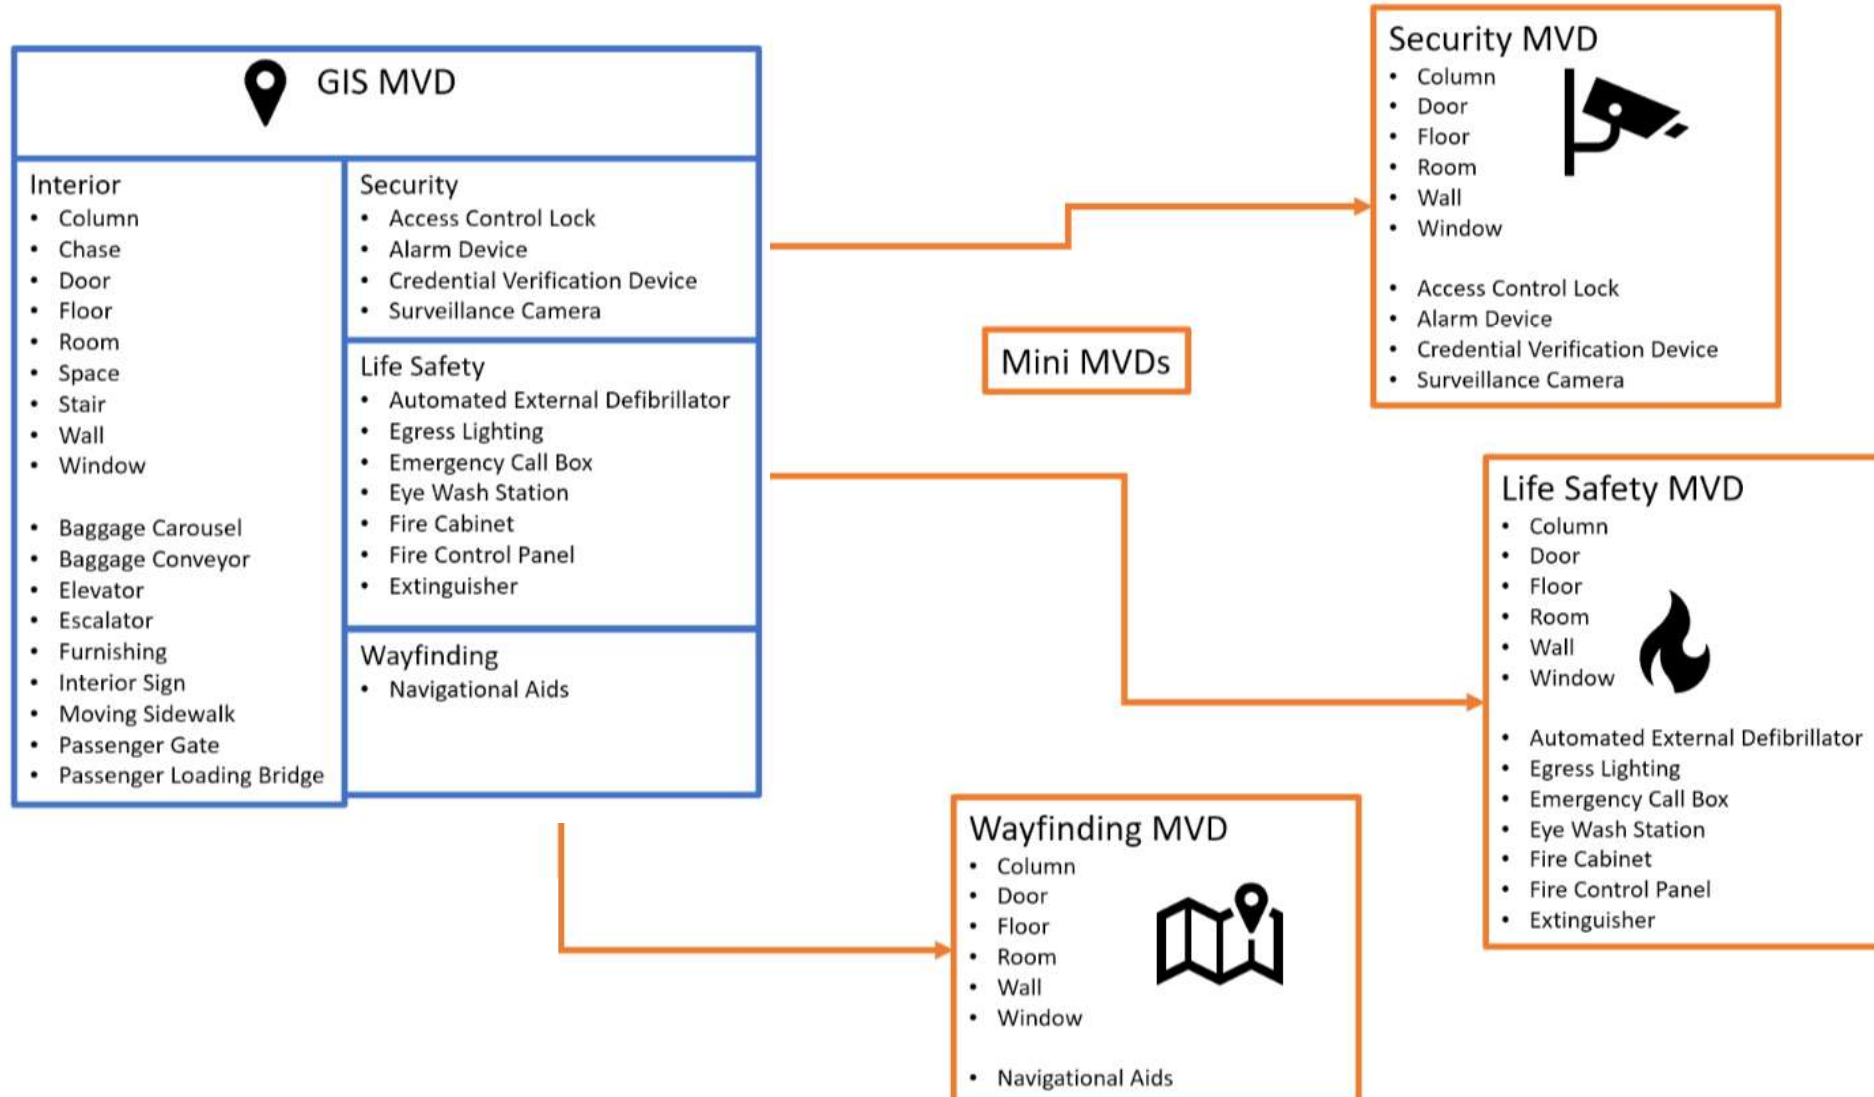 GIS MVD
Interior
• Column
• Chase
• Door
• Floor
• Room
• Space
• Stair
• Wall
• Window
• Baggage Carousel
• Baggage Conveyor
• Elevator
• Escalator
• Furnishing
• Interior Sign
• Moving Sidewalk
• Passenger Gate
• Passenger Loading Bridge
Security
• Access Control Lock
• Alarm Device
• Credential Verification Device
• Surveillance Camera
Life Safety
• Automated External Defibrillator
• Egress Lighting
• Emergency Call Box
• Eye Wash Station
• Fire Cabinet
• Fire Control Panel
• Extinguisher
Wayfinding
• Navigational Aids
Mini MVDs
Security MVD
• Column
• Door
• Floor
• Room
• Wall
• Window
• Access Control Lock
• Alarm Device
• Credential Verification Device
• Surveillance Camera
Life Safety MVD
• Column
• Door
• Floor
• Room
• Wall
• Window
• Automated External Defibrillator
• Egress Lighting
• Emergency Call Box
• Eye Wash Station
• Fire Cabinet
• Fire Control Panel
• Extinguisher
Wayfinding MVD
• Column
• Door
• Floor
• Room
• Wall
• Window
• Navigational Aids